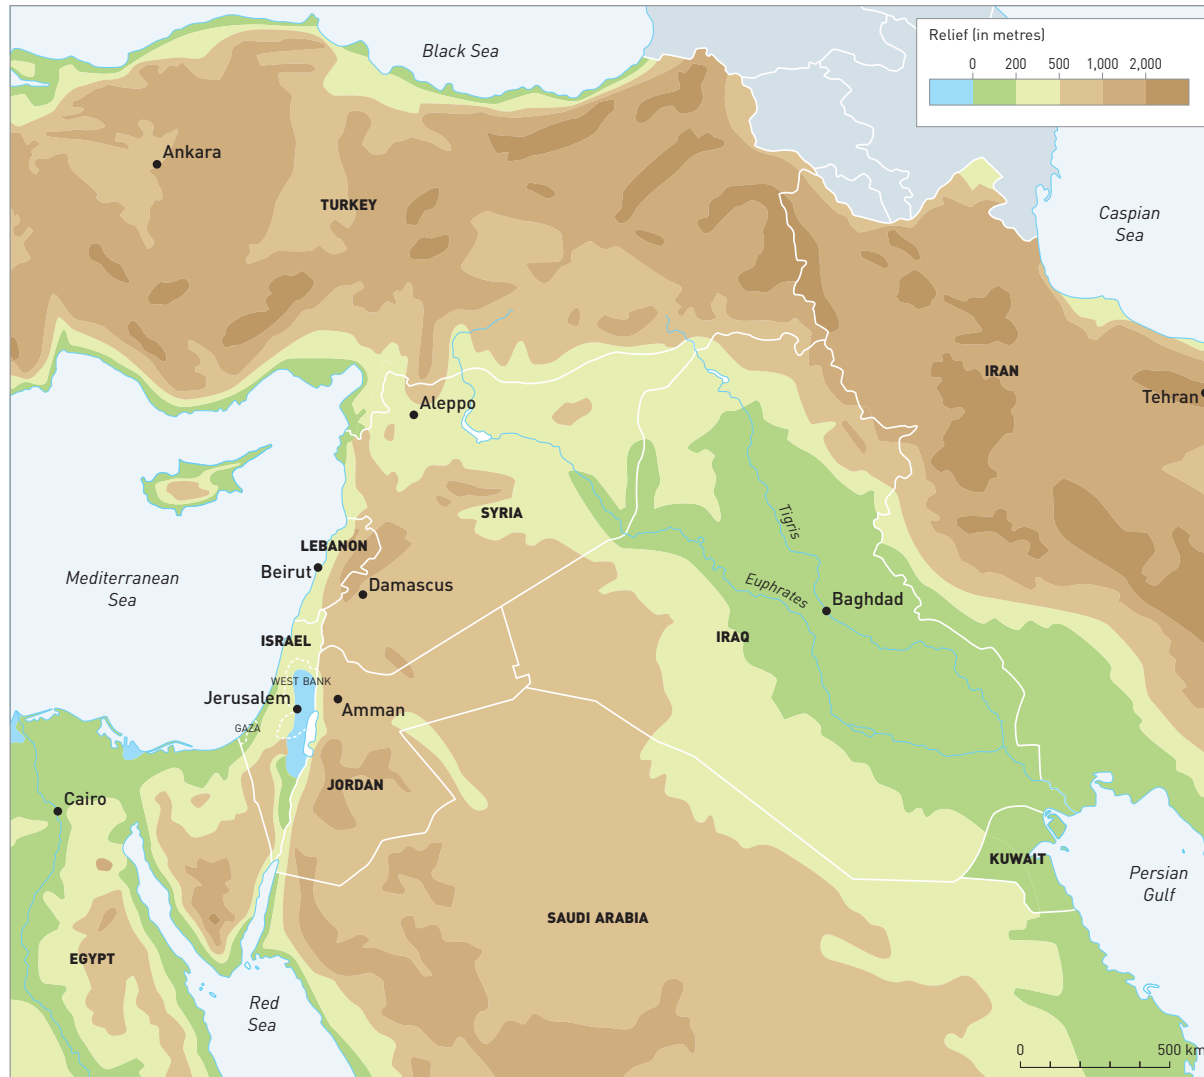 Black Sea
Relief (in metres)
0 200 500 1,000 2,000
Ankara
TURKEY
Caspian
Sea
IRAN
Tehran
Aleppo
Tigris
SYRIA
LEBANON
Beirut
Mediterranean
Sea
Damascus
Euphrates
Baghdad
ISRAEL
IRAQ
WEST BANK
Jerusalem
Amman
GAZA
JORDAN
Cairo
KUWAIT
Persian
Gulf
SAUDI ARABIA
EGYPT
Red
Sea
0 500 km